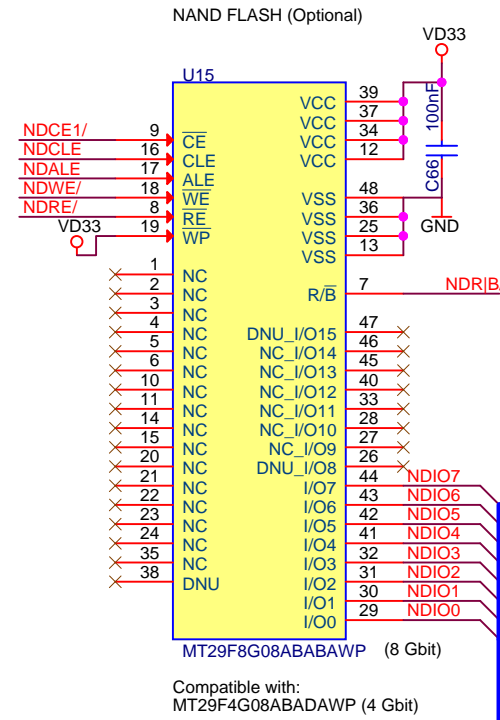 NAND FLASH (Optional)
VD33
U15
NDCE1/ 9 CE
NDCLE 16 CLE
NDALE 17 ALE
NDWE/ 18 WE
NDRE/ 8 RE
VD33 19 WP
1 NC
2 NC
3 NC
4 NC
5 NC
6 NC
10 NC
11 NC
14 NC
15 NC
20 NC
21 NC
22 NC
23 NC
24 NC
35 NC
38 DNU
VCC 39
VCC 37
VCC 34
VCC 12
100nF
C66
VSS 48
VSS 36
VSS 25
VSS 13
GND
R/B 7 NDR|B/
DNU_I/O15 47
NC_I/O14 46
NC_I/O13 45
NC_I/O12 40
NC_I/O11 33
NC_I/O10 28
NC_I/O9 27
DNU_I/O8 26
I/O7 44 NDIO7
I/O6 43 NDIO6
I/O5 42 NDIO5
I/O4 41 NDIO4
I/O3 32 NDIO3
I/O2 31 NDIO2
I/O1 30 NDIO1
I/O0 29 NDIO0
MT29F8G08ABABAWP (8 Gbit)
Compatible with:
MT29F4G08ABADAWP (4 Gbit)